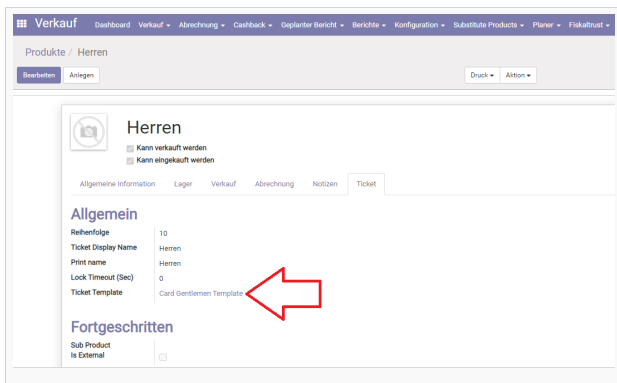 Verkauf Dashboard Verkauf Abrechnung Cashback Geplanter Bericht Berichte Konfiguration Substitute Products Planer Fiskaltrust
Produkte / Herren
Bearbeiten Anlegen Druck Aktion
Herren
Kann verkauft werden
Kann eingekauft werden
Allgemeine Information Lager Verkauf Abrechnung Notizen Ticket
Allgemein
Reihenfolge 10
Ticket Display Name Herren
Print name Herren
Lock Timeout (Sec) 0
Ticket Template Card Gentlemen Template
Fortgeschritten
Sub Product
Is External